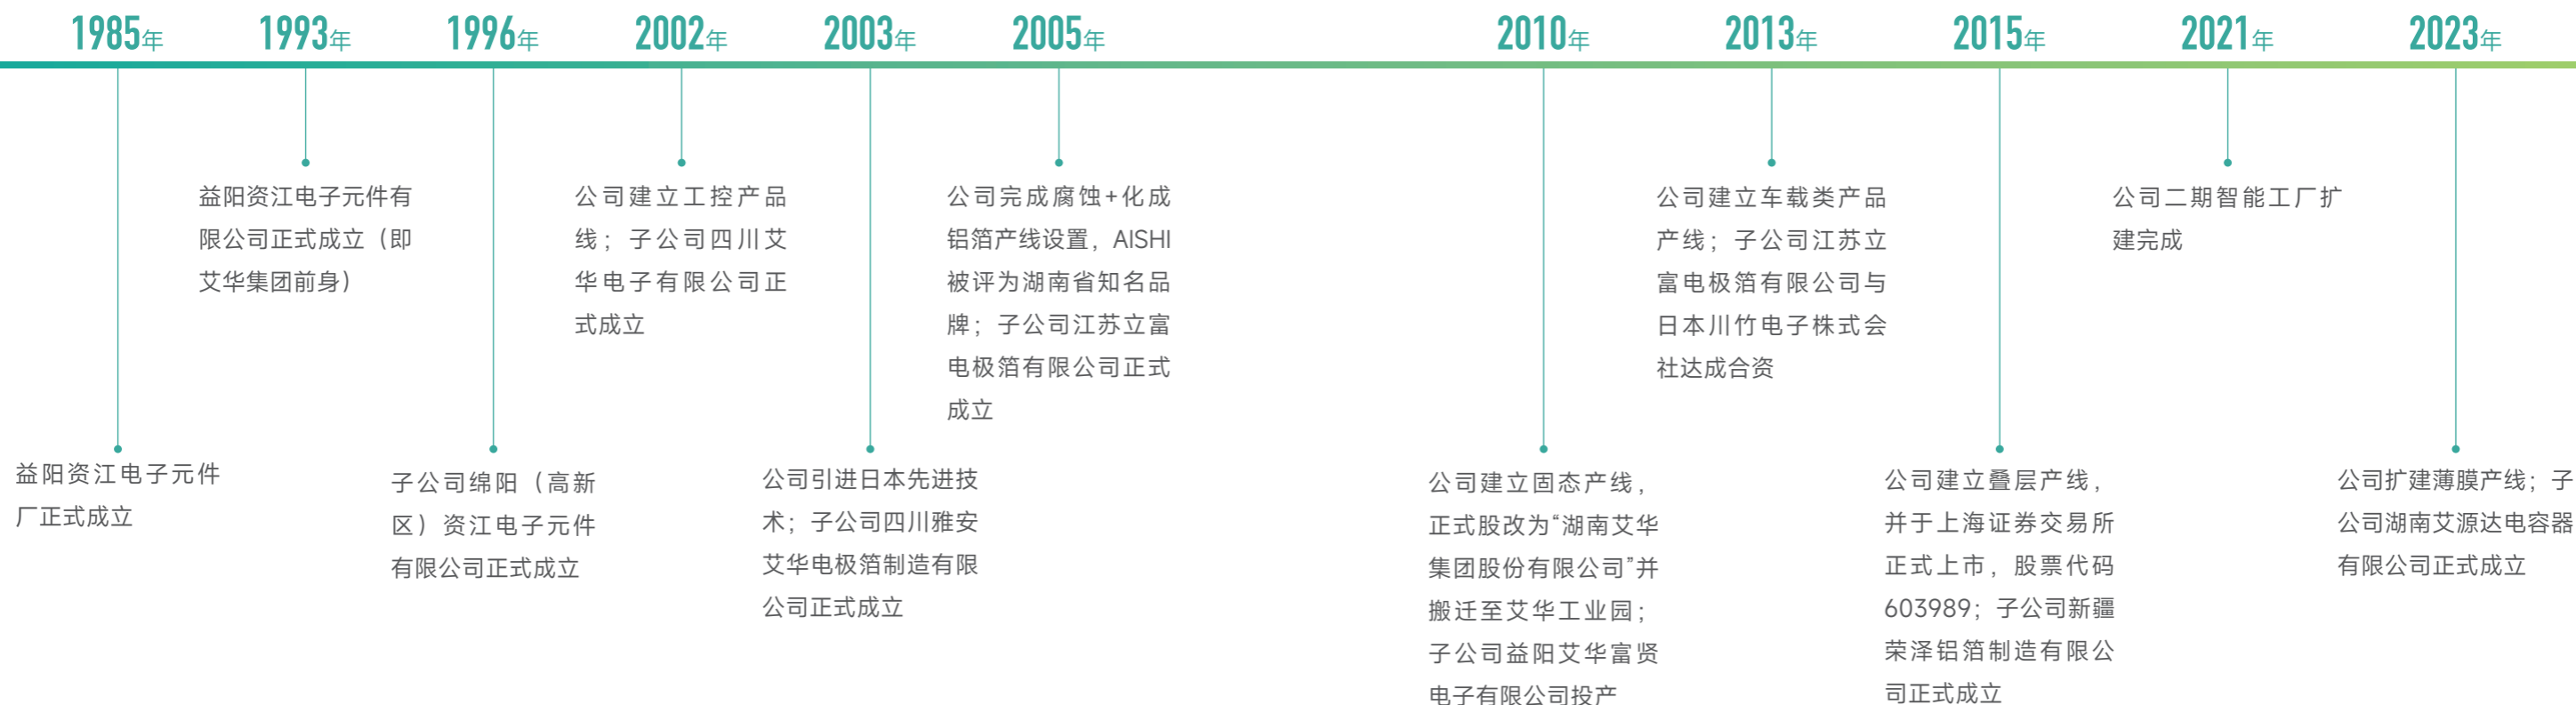 1985年
益阳资江电子元件
厂正式成立
1993年
益阳资江电子元件有
限公司正式成立（即
艾华集团前身）
1996年
子公司绵阳（高新
区）资江电子元件
有限公司正式成立
2002年
公司建立工控产品
线；子公司四川艾
华电子有限公司正
式成立
2003年
公司引进日本先进技
术；子公司四川雅安
艾华电极箔制造有限
公司正式成立
2005年
公司完成腐蚀+化成
铝箔产线设置，AISHI
被评为湖南省知名品
牌；子公司江苏立富
电极箔有限公司正式
成立
2010年
公司建立固态产线，
正式股改为“湖南艾华
集团股份有限公司”并
搬迁至艾华工业园；
子公司益阳艾华富贤
电子有限公司投产
2013年
公司建立车载类产品
产线；子公司江苏立
富电极箔有限公司与
日本川竹电子株式会
社达成合资
2015年
公司建立叠层产线，
并于上海证券交易所
正式上市，股票代码
603989；子公司新疆
荣泽铝箔制造有限公
司正式成立
2021年
公司二期智能工厂扩
建完成
2023年
公司扩建薄膜产线；子
公司湖南艾源达电容器
有限公司正式成立